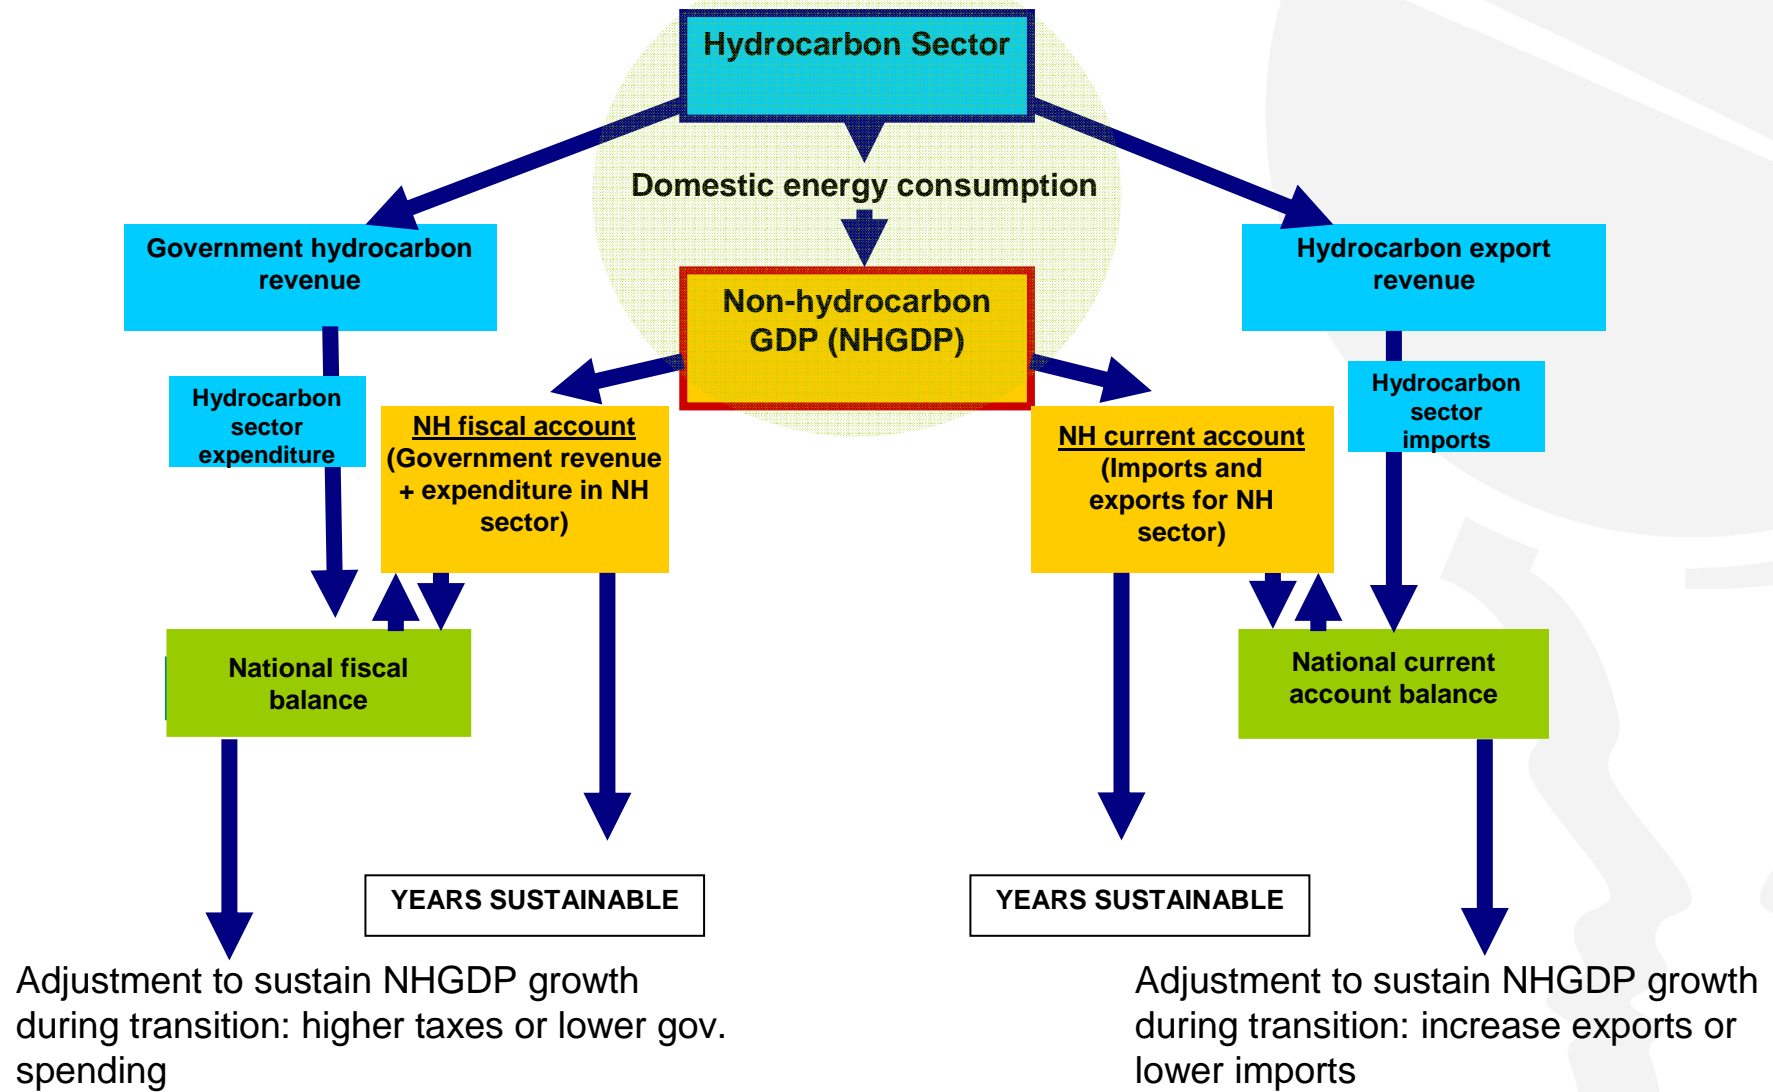 Hydrocarbon Sector
Domestic energy consumption
Government hydrocarbon
revenue
Hydrocarbon export
revenue
Non-hydrocarbon
GDP (NHGDP)
Hydrocarbon
sector
expenditure
NH fiscal account
(Government revenue
+ expenditure in NH
sector)
NH current account
(Imports and
exports for NH
sector)
Hydrocarbon
sector
imports
National fiscal
balance
National current
account balance
YEARS SUSTAINABLE
YEARS SUSTAINABLE
Adjustment to sustain NHGDP growth
during transition: higher taxes or lower gov.
spending
Adjustment to sustain NHGDP growth
during transition: increase exports or
lower imports